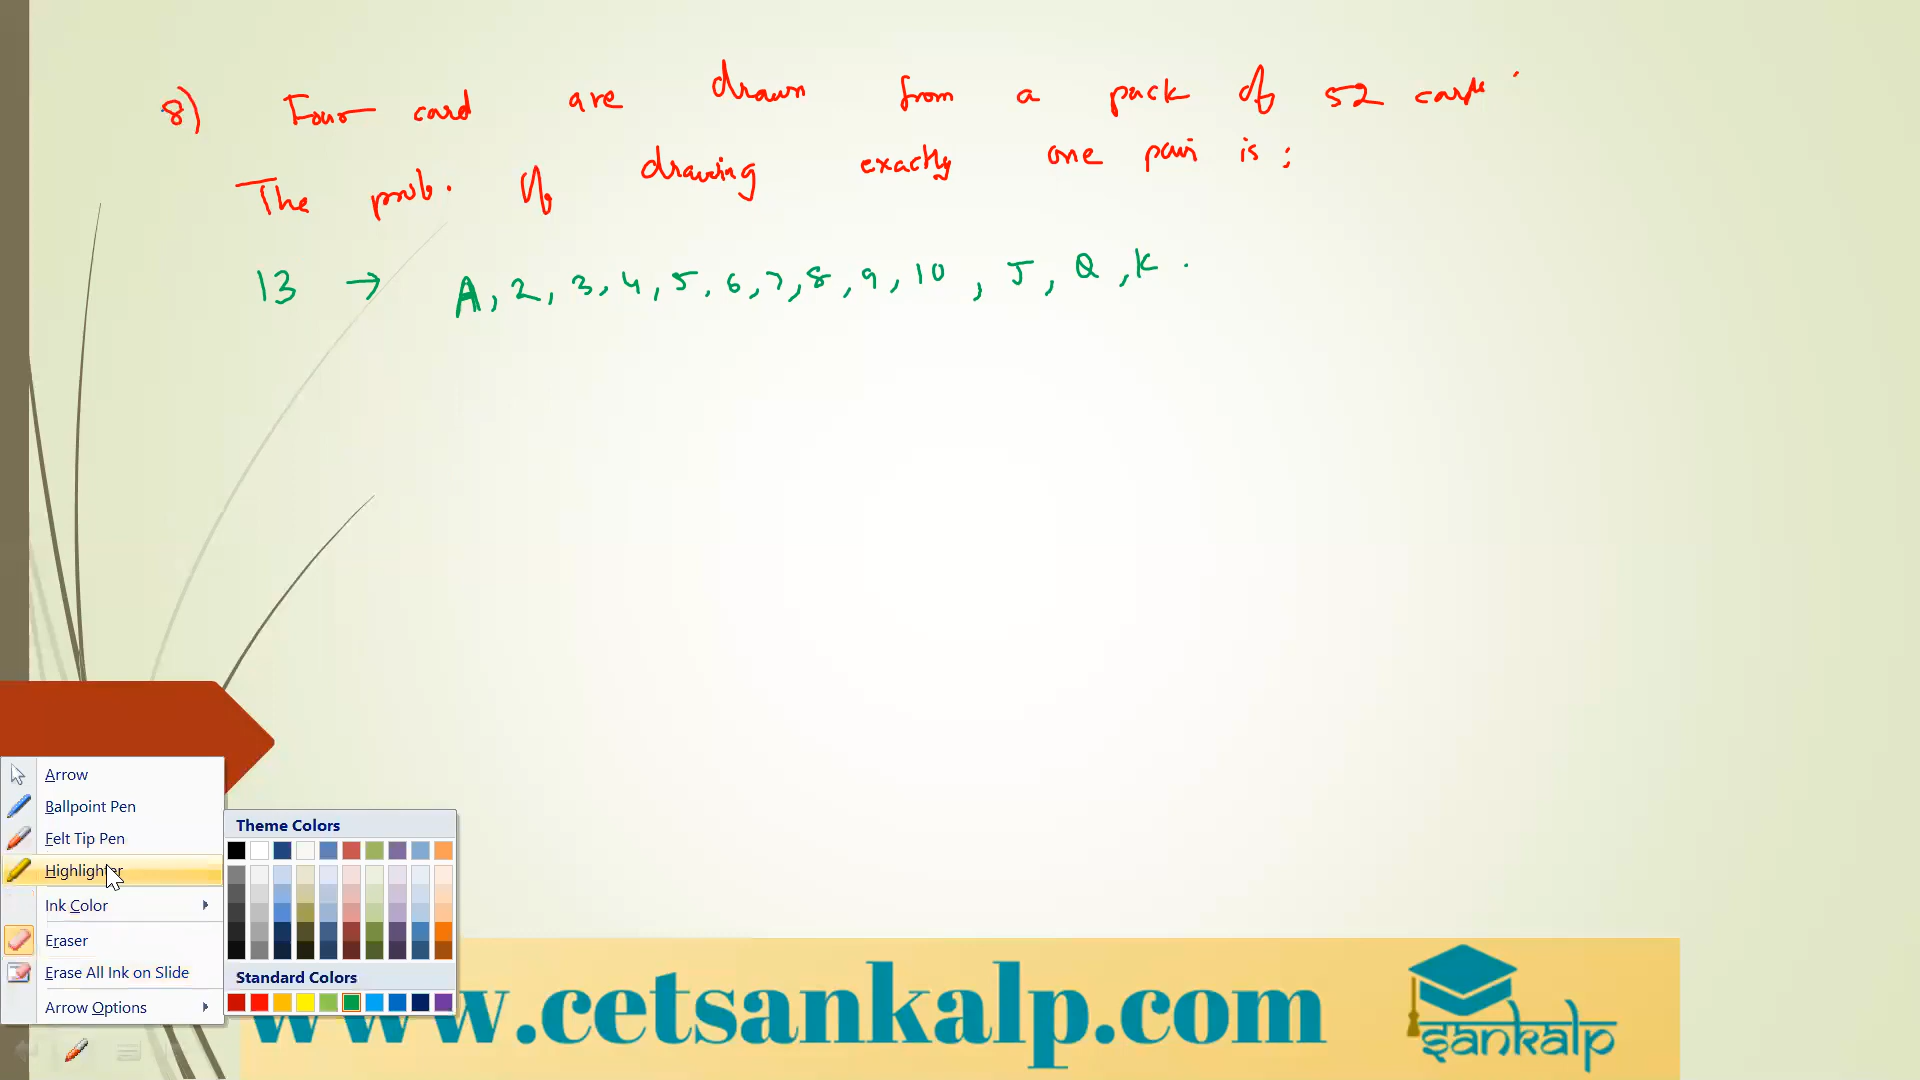 8) Four card are drawn from a pack of 52 cards.
The prob. of drawing exactly one pair is :
13 → A, 2, 3, 4, 5, 6, 7, 8, 9, 10, J, Q, K.
Arrow
Ballpoint Pen
Felt Tip Pen
Highlighter
Ink Color
Eraser
Erase All Ink on Slide
Arrow Options
Theme Colors
Standard Colors
www.cetsankalp.com
sankalp